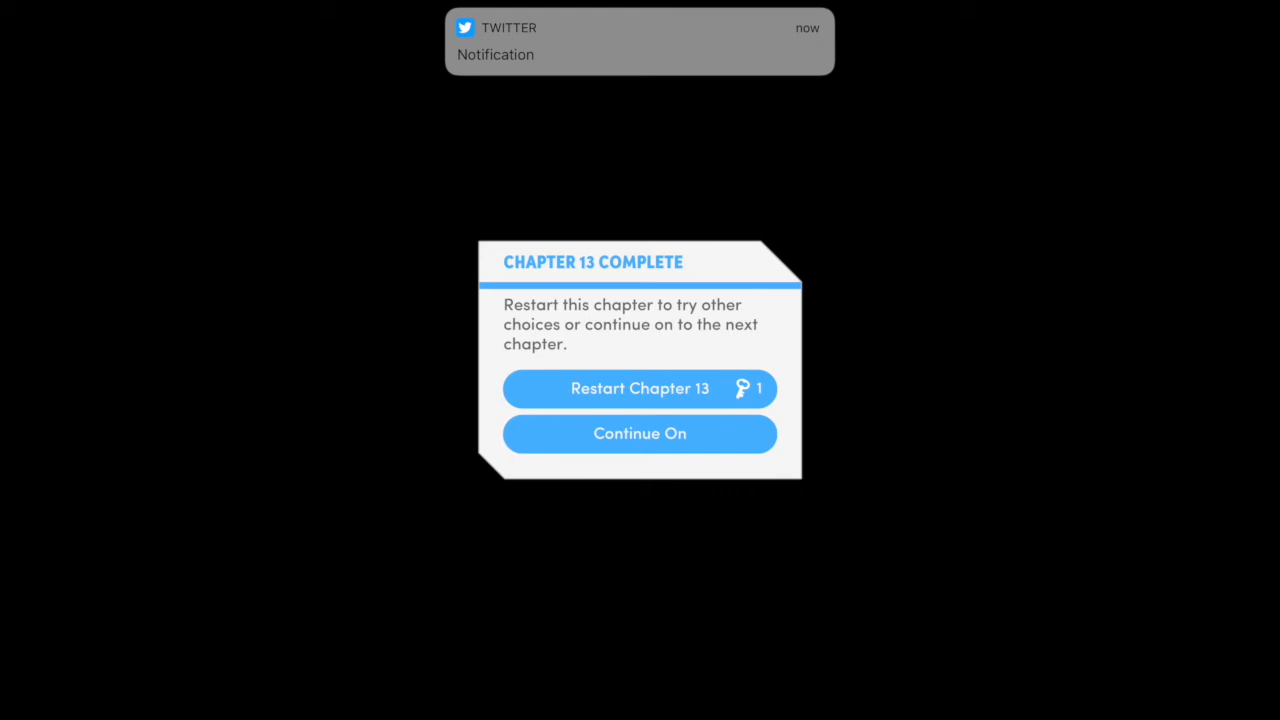 TWITTER now
Notification
CHAPTER 13 COMPLETE
Restart this chapter to try other
choices or continue on to the next
chapter.
Restart Chapter 13 1
Continue On